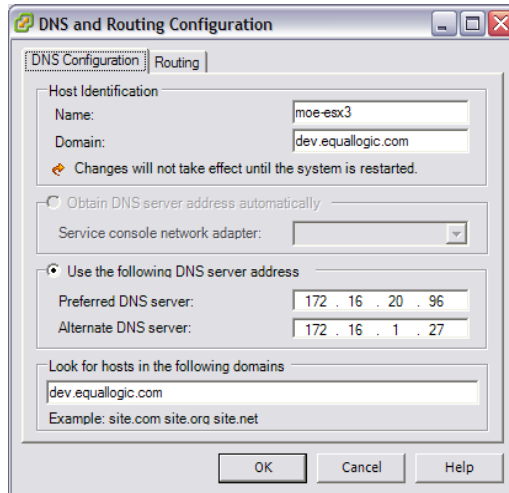 DNS and Routing Configuration
DNS Configuration Routing
Host Identification
Name: moe-esx3
Domain: dev.equallogic.com
Changes will not take effect until the system is restarted.
Obtain DNS server address automatically
Service console network adapter:
Use the following DNS server address
Preferred DNS server: 172 . 16 . 20 . 96
Alternate DNS server: 172 . 16 . 1 . 27
Look for hosts in the following domains
dev.equallogic.com
Example: site.com site.org site.net
OK Cancel Help